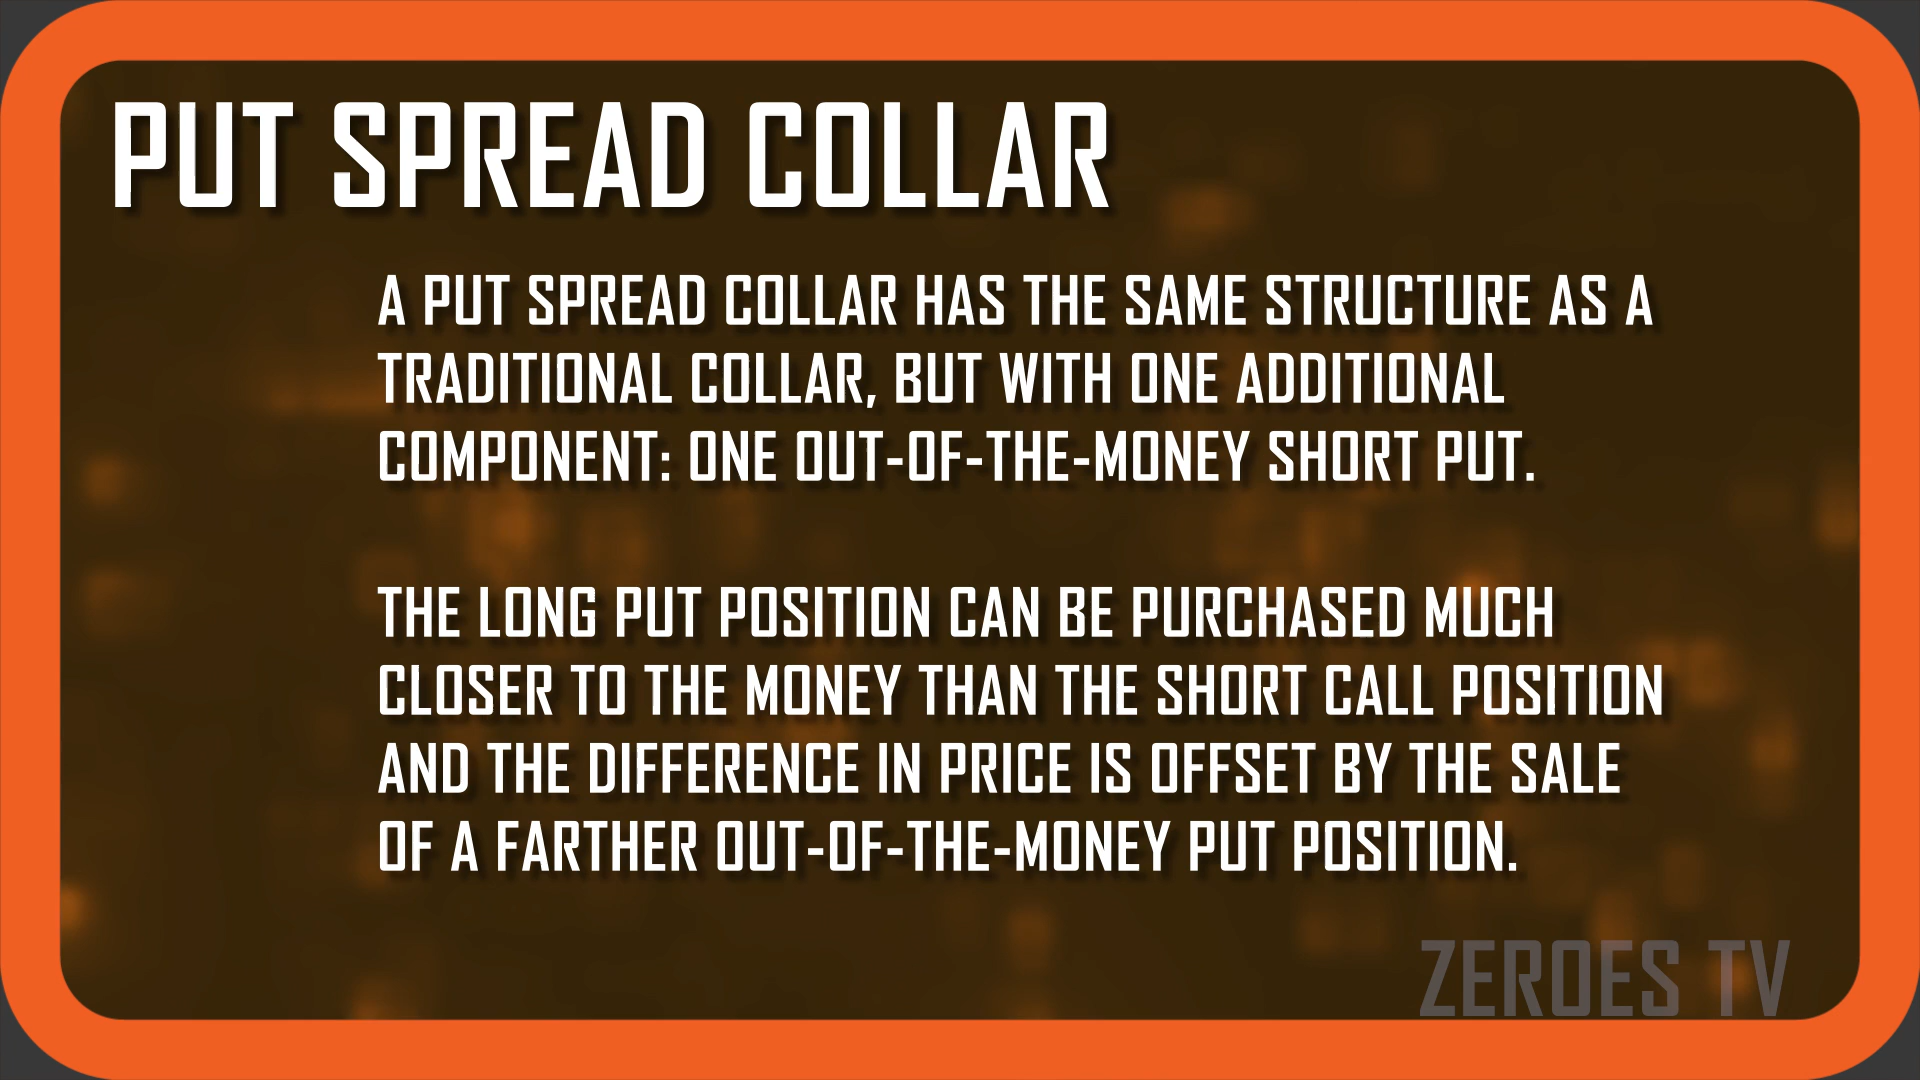 PUT SPREAD COLLAR
A PUT SPREAD COLLAR HAS THE SAME STRUCTURE AS A
TRADITIONAL COLLAR, BUT WITH ONE ADDITIONAL
COMPONENT: ONE OUT-OF-THE-MONEY SHORT PUT.
THE LONG PUT POSITION CAN BE PURCHASED MUCH
CLOSER TO THE MONEY THAN THE SHORT CALL POSITION
AND THE DIFFERENCE IN PRICE IS OFFSET BY THE SALE
OF A FARTHER OUT-OF-THE-MONEY PUT POSITION.
ZEROES TV